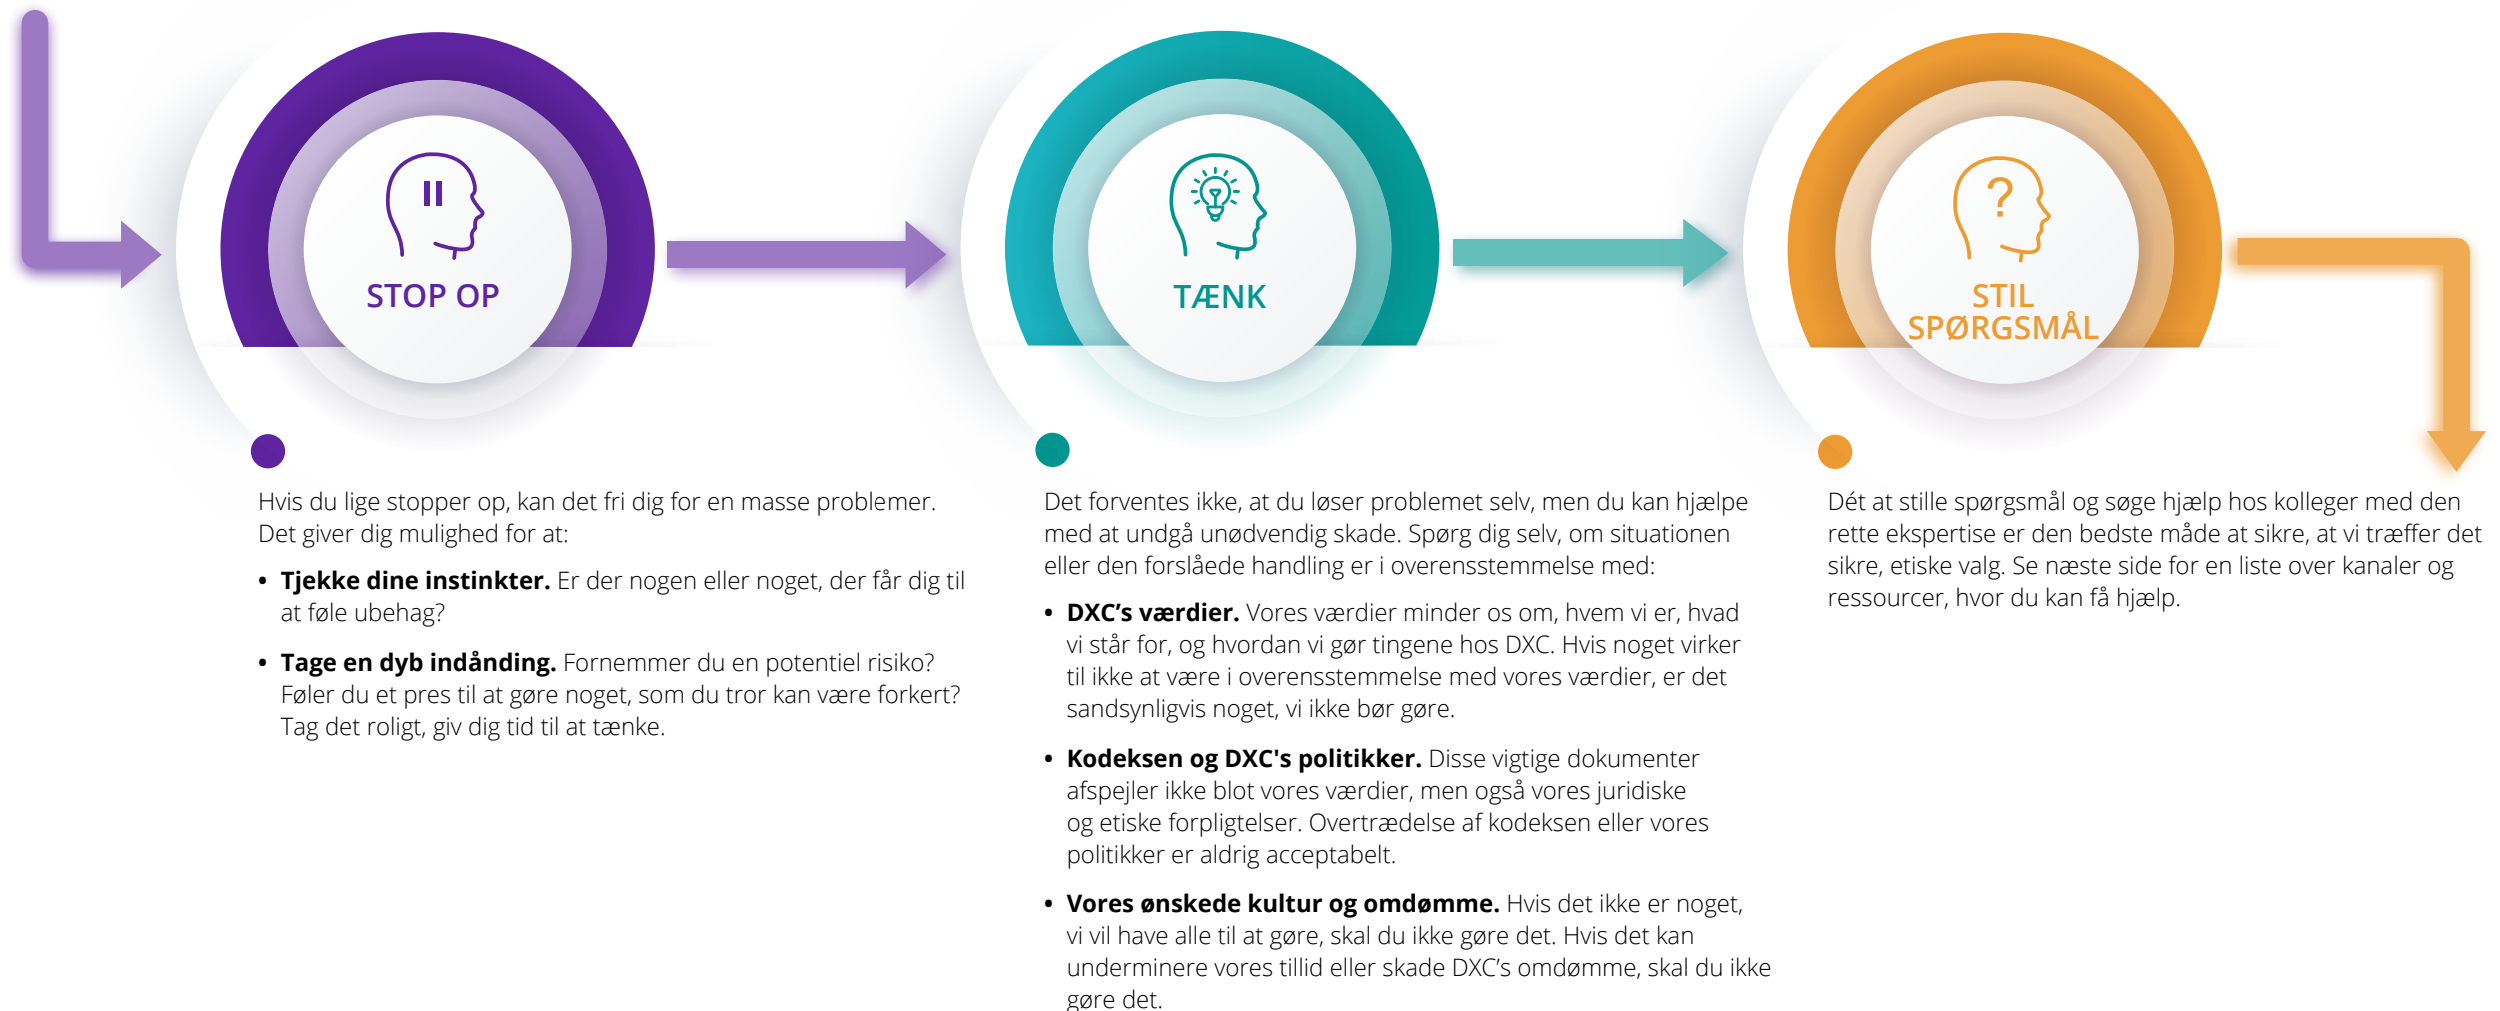 STOP OP
Hvis du lige stopper op, kan det fri dig for en masse problemer.
Det giver dig mulighed for at:
• Tjekke dine instinkter. Er der nogen eller noget, der får dig til
at føle ubehag?
• Tage en dyb indånding. Fornemmer du en potentiel risiko?
Føler du et pres til at gøre noget, som du tror kan være forkert?
Tag det roligt, giv dig tid til at tænke.
TÆNK
Det forventes ikke, at du løser problemet selv, men du kan hjælpe
med at undgå unødvendig skade. Spørg dig selv, om situationen
eller den forslåede handling er i overensstemmelse med:
• DXC’s værdier. Vores værdier minder os om, hvem vi er, hvad
vi står for, og hvordan vi gør tingene hos DXC. Hvis noget virker
til ikke at være i overensstemmelse med vores værdier, er det
sandsynligvis noget, vi ikke bør gøre.
• Kodeksen og DXC's politikker. Disse vigtige dokumenter
afspejler ikke blot vores værdier, men også vores juridiske
og etiske forpligtelser. Overtrædelse af kodeksen eller vores
politikker er aldrig acceptabelt.
• Vores ønskede kultur og omdømme. Hvis det ikke er noget,
vi vil have alle til at gøre, skal du ikke gøre det. Hvis det kan
underminere vores tillid eller skade DXC’s omdømme, skal du ikke
gøre det.
STIL
SPØRGSMÅL
Dét at stille spørgsmål og søge hjælp hos kolleger med den
rette ekspertise er den bedste måde at sikre, at vi træffer det
sikre, etiske valg. Se næste side for en liste over kanaler og
ressourcer, hvor du kan få hjælp.